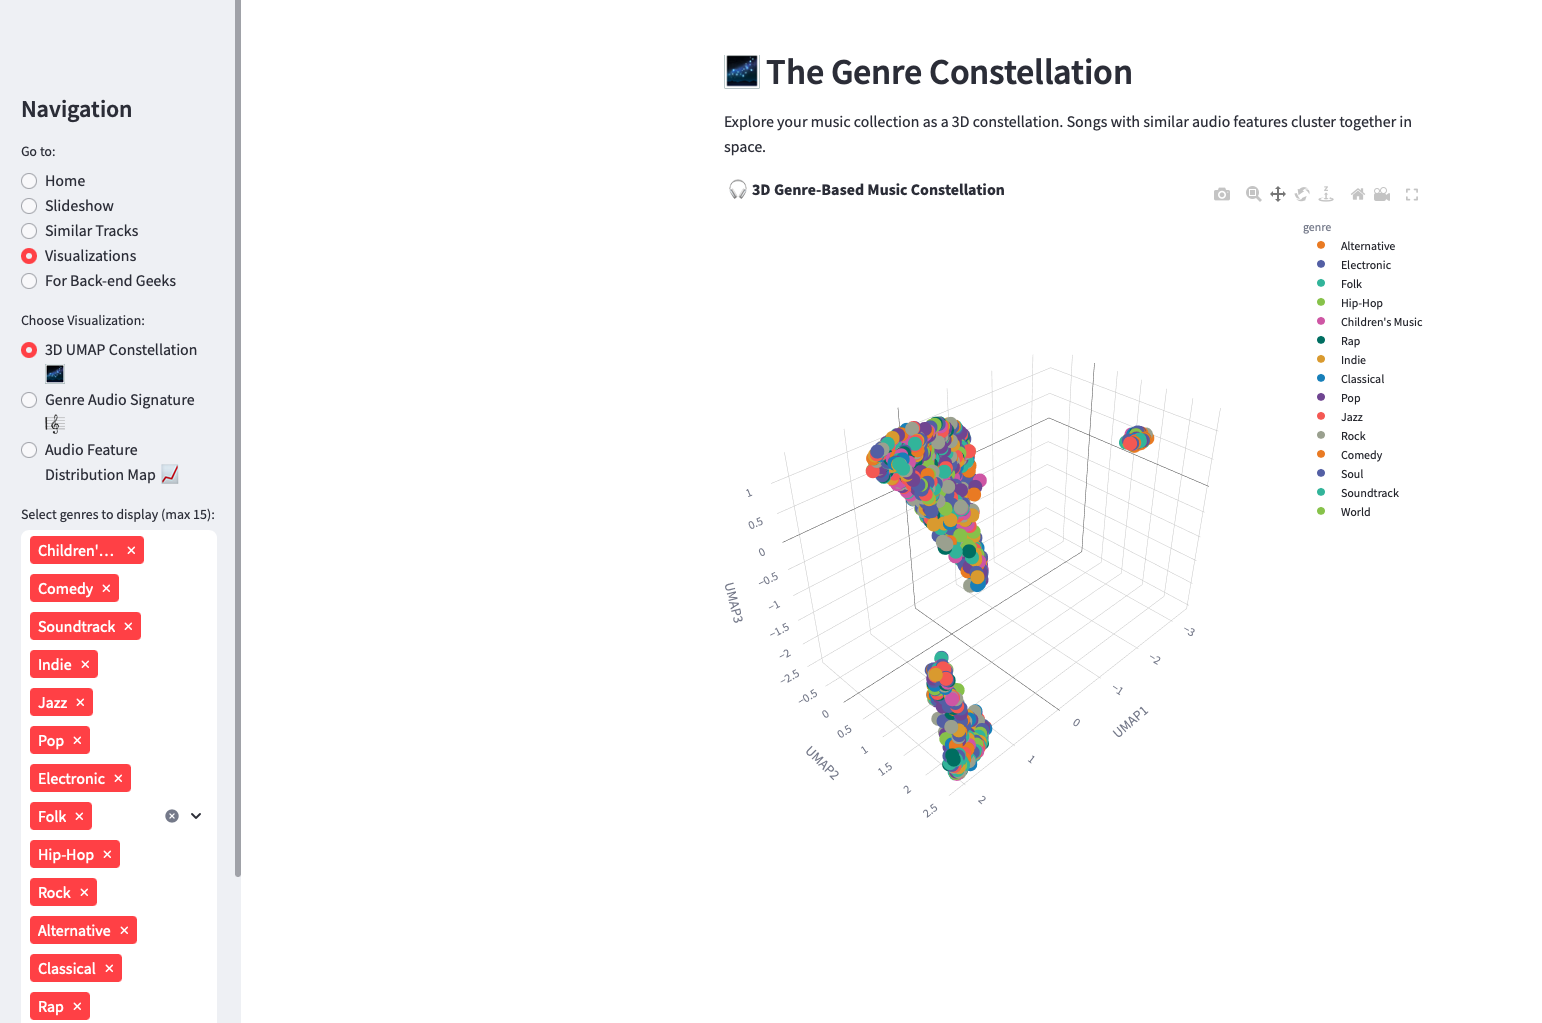 Navigation
Go to:
Home
Slideshow
Similar Tracks
Visualizations
For Back-end Geeks
Choose Visualization:
3D UMAP Constellation
Genre Audio Signature
Audio Feature
Distribution Map
Select genres to display (max 15):
Children'...
Comedy
Soundtrack
Indie
Jazz
Pop
Electronic
Folk
Hip-Hop
Rock
Alternative
Classical
Rap
The Genre Constellation
Explore your music collection as a 3D constellation. Songs with similar audio features cluster together in
space.
3D Genre-Based Music Constellation
genre
Alternative
Electronic
Folk
Hip-Hop
Children's Music
Rap
Indie
Classical
Pop
Jazz
Rock
Comedy
Soul
Soundtrack
World
1
0.5
0
−0.5
−1
−1.5
−2
−2.5
UMAP3
−0.5
0
0.5
1
1.5
2
2.5
UMAP2
−3
−2
−1
0
1
2
UMAP1